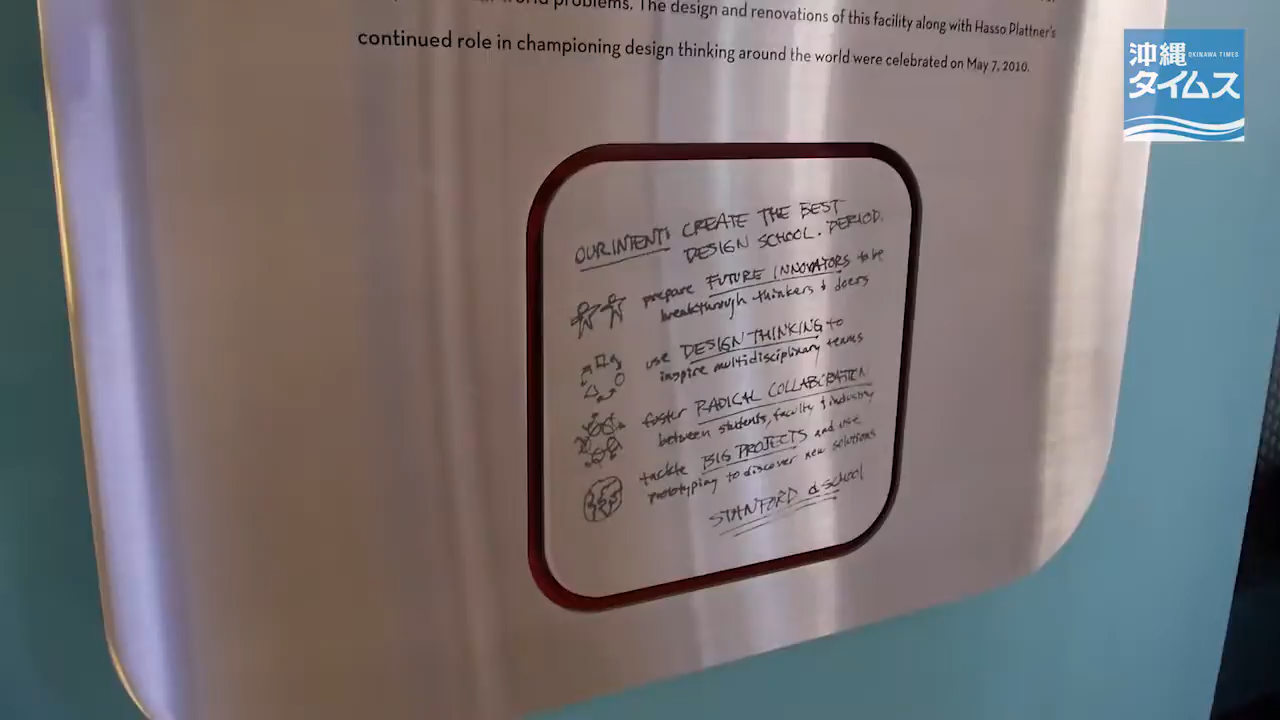 world problems. The design and renovations of this facility along with Hasso Plattner's
continued role in championing design thinking around the world were celebrated on May 7, 2010.
沖縄
OKINAWA TIMES
タイムス
OUR INTENT: CREATE THE BEST
DESIGN SCHOOL. PERIOD.
prepare FUTURE INNOVATORS to be
breakthrough thinkers & doers
use DESIGN THINKING to
inspire multidisciplinary teams
foster RADICAL COLLABORATION
between students, faculty & industry
tackle BIG PROJECTS and use
prototyping to discover new solutions
STANFORD d.school